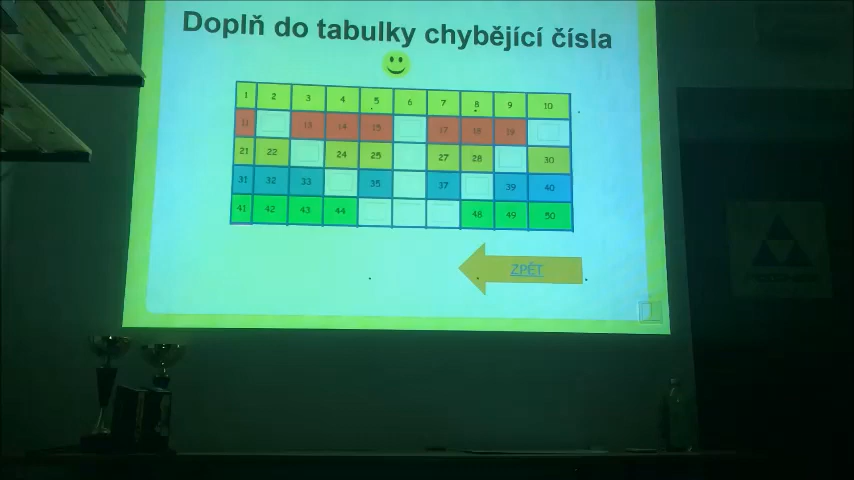 Doplň do tabulky chybějící čísla
1 2 3 4 5 6 7 8 9 10
11 13 14 15 17 18 19
21 22 24 25 27 28 30
31 32 33 35 37 39 40
41 42 43 44 48 49 50
ZPĚT